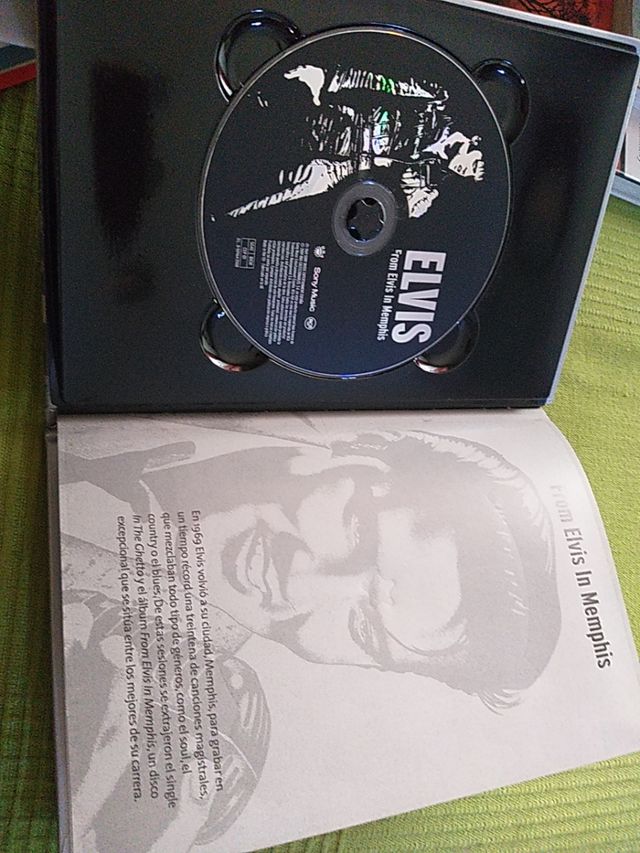 ELVIS
From Elvis In Memphis
Sony Music
From Elvis In Memphis
En 1969 Elvis volvió a su ciudad, Memphis, para grabar en
un tiempo récord una treintena de canciones magistrales,
que mezclaban todo tipo de géneros, como el soul, el
country o el blues. De estas sesiones se extrajeron el single
In The Ghetto y el álbum From Elvis In Memphis, un disco
excepcional que se sitúa entre los mejores de su carrera.